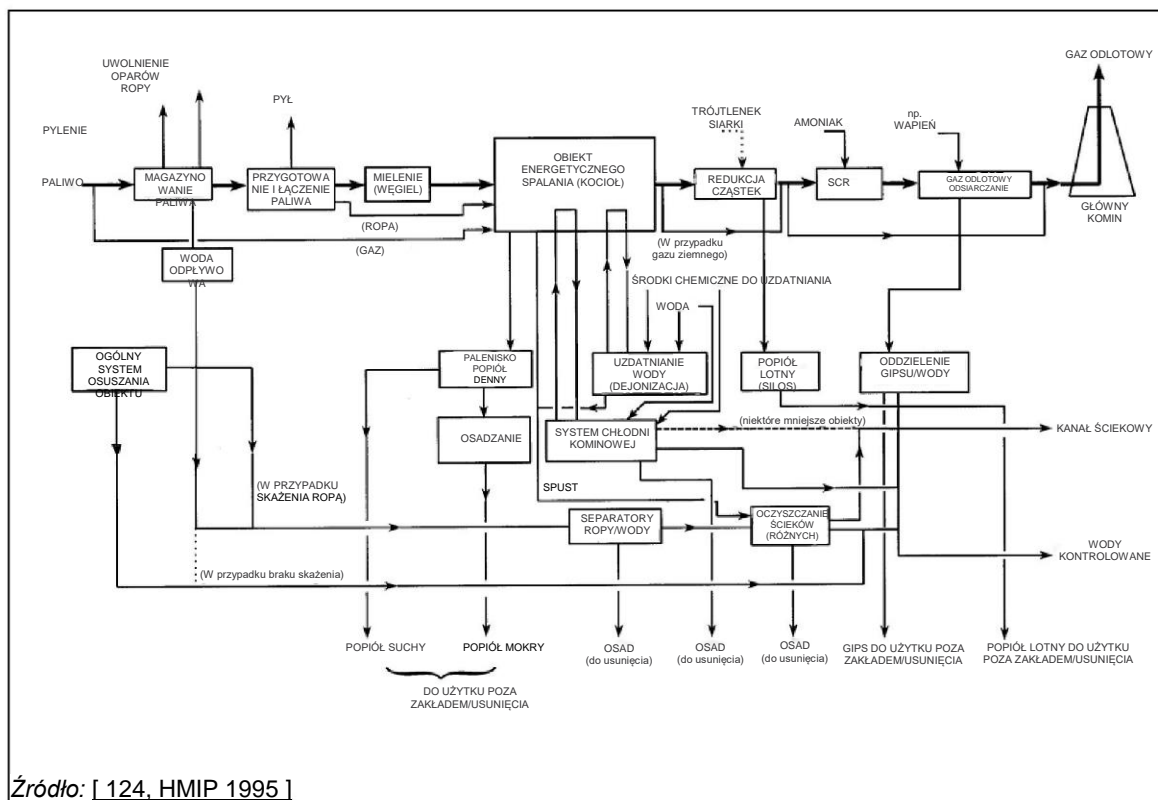 GAZ ODLOTOWY
UWOLNIENIE
OPARÓW
ROPY
PYŁ
TRÓJTLENEK
SIARKI
AMONIAK
np.
WAPIEŃ
PYLENIE
PALIWO
MAGAZYNO
WANIE
PALIWA
PRZYGOTOWA
NIE I ŁĄCZENIE
PALIWA
MIELENIE
(WĘGIEL)
OBIEKT
ENERGETYCZNEGO
SPALANIA (KOCIOŁ)
REDUKCJA
CZĄSTEK
SCR
GAZ ODLOTOWY
ODSIARCZANIE
GŁÓWNY
KOMIN
(ROPA)
(GAZ)
(W przypadku
gazu ziemnego)
WODA
ODPŁYWO
WA
ŚRODKI CHEMICZNE DO UZDATNIANIA
WODA
OGÓLNY
SYSTEM
OSUSZANIA
OBIEKTU
PALENISKO
POPIÓŁ
DENNY
UZDATNIANIE
WODY
(DEJONIZACJA)
POPIÓŁ
LOTNY
(SILOS)
ODDZIELENIE
GIPSU/WODY
OSADZANIE
SYSTEM CHŁODNI
KOMINOWEJ
(niektóre mniejsze obiekty)
KANAŁ ŚCIEKOWY
(W PRZYPADKU
SKAŻENIA ROPĄ)
SPUST
SEPARATORY
ROPY/WODY
OCZYSZCZANIE
ŚCIEKÓW
(RÓŻNYCH)
WODY
KONTROLOWANE
(W przypadku braku skażenia)
POPIÓŁ SUCHY
POPIÓŁ MOKRY
OSAD
(do usunięcia)
OSAD
(do usunięcia)
OSAD
(do usunięcia)
GIPS DO UŻYTKU POZA
ZAKŁADEM/USUNIĘCIA
POPIÓŁ LOTNY DO UŻYTKU
POZA ZAKŁADEM/USUNIĘCIA
DO UŻYTKU POZA
ZAKŁADEM/USUNIĘCIA
Źródło: [ 124, HMIP 1995 ]